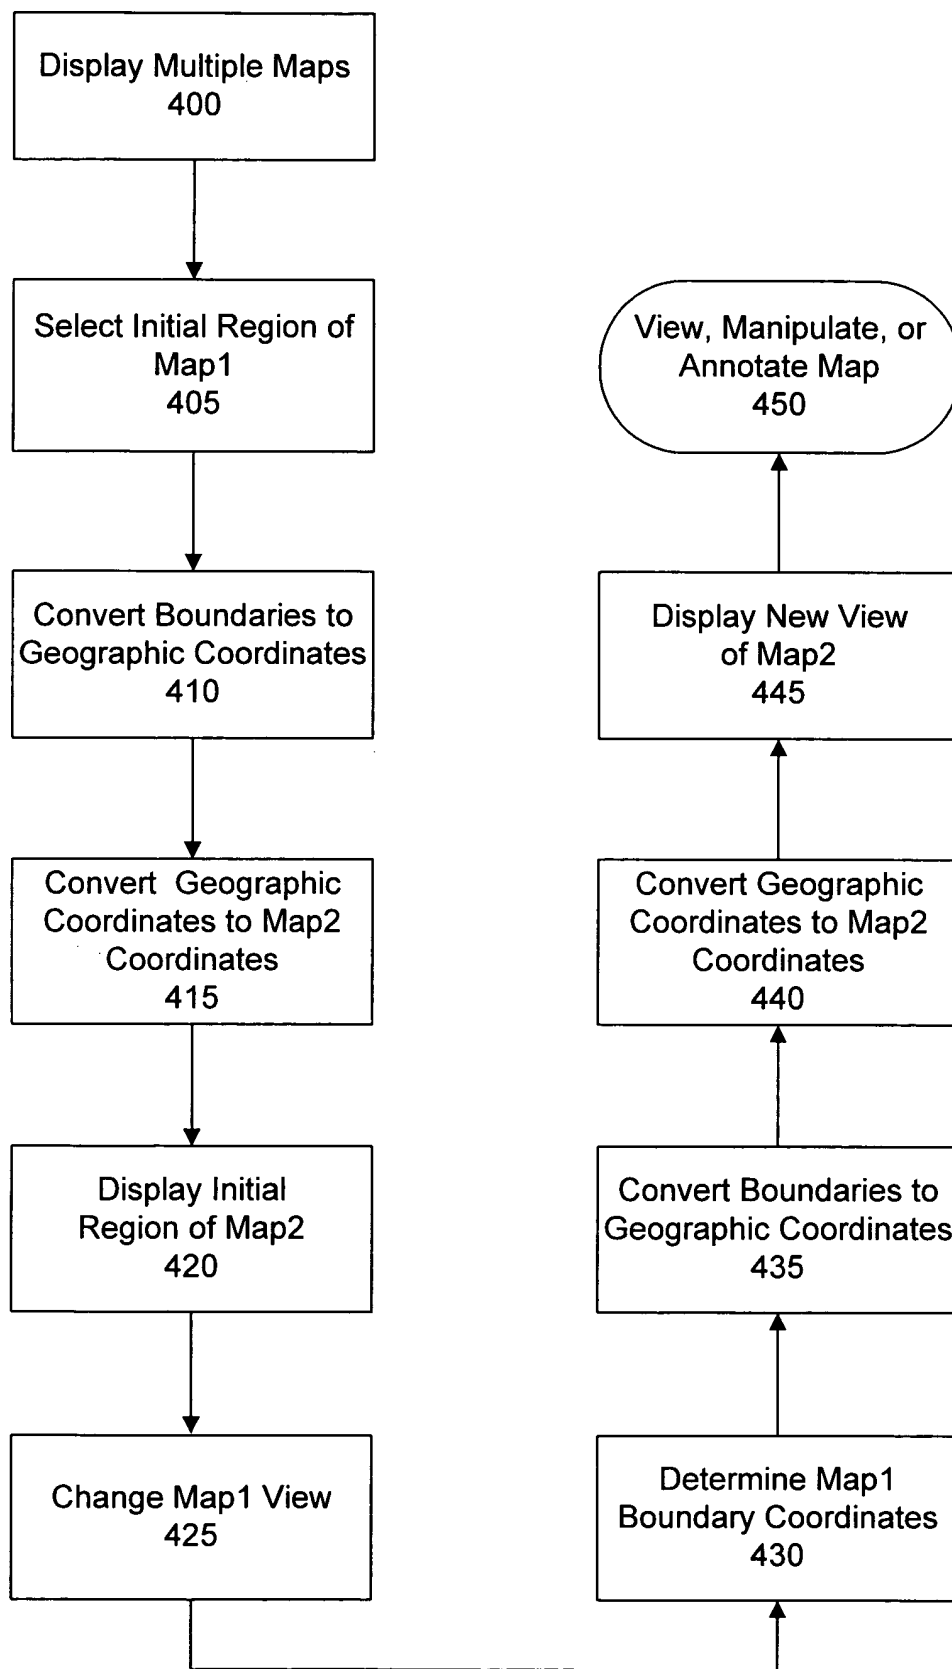 Display Multiple Maps
400
Select Initial Region of
Map1
405
Convert Boundaries to
Geographic Coordinates
410
Convert Geographic
Coordinates to Map2
Coordinates
415
Display Initial
Region of Map2
420
Change Map1 View
425
Determine Map1
Boundary Coordinates
430
Convert Boundaries to
Geographic Coordinates
435
Convert Geographic
Coordinates to Map2
Coordinates
440
Display New View
of Map2
445
View, Manipulate, or
Annotate Map
450